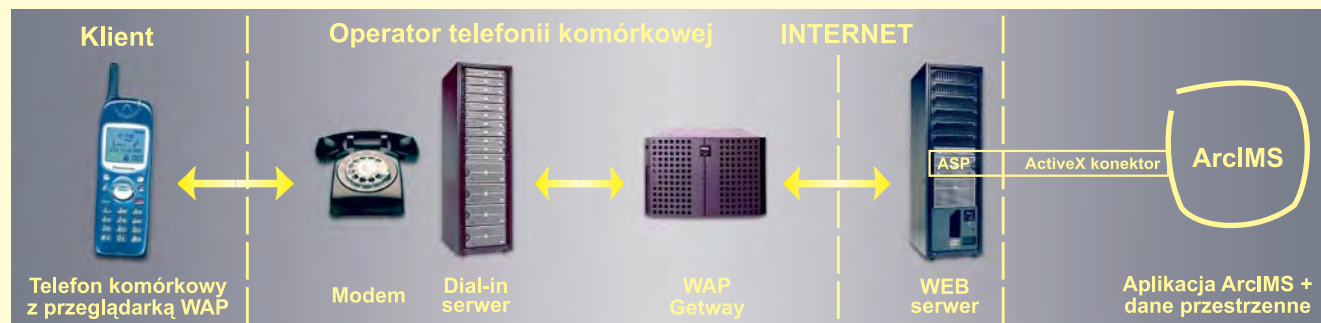 Klient
Operator telefonii komórkowej
INTERNET
ASP
ActiveX konektor
ArcIMS
Telefon komórkowy
z przeglądarką WAP
Modem
Dial-in
serwer
WAP
Getway
WEB
serwer
Aplikacja ArcIMS +
dane przestrzenne